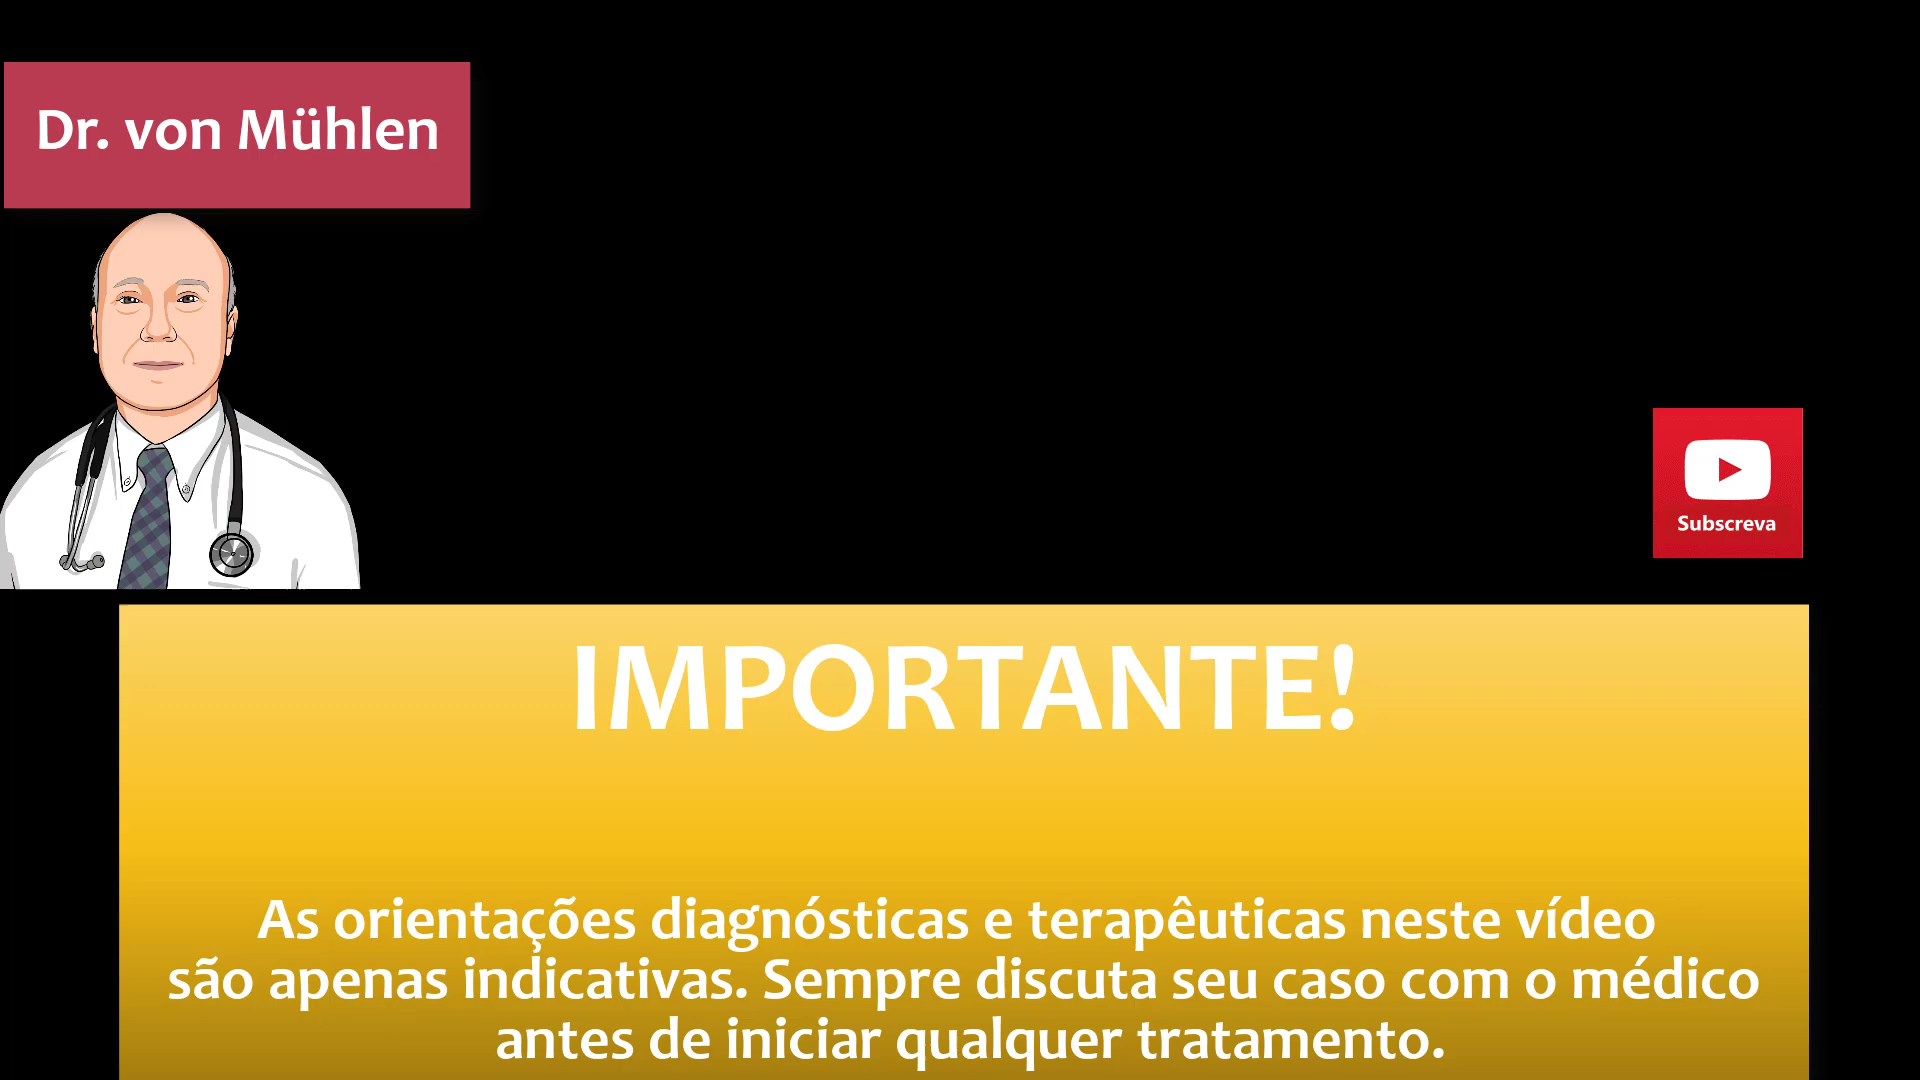 Dr. von Mühlen
Subscreva
IMPORTANTE!
As orientações diagnósticas e terapêuticas neste vídeo
são apenas indicativas. Sempre discuta seu caso com o médico
antes de iniciar qualquer tratamento.